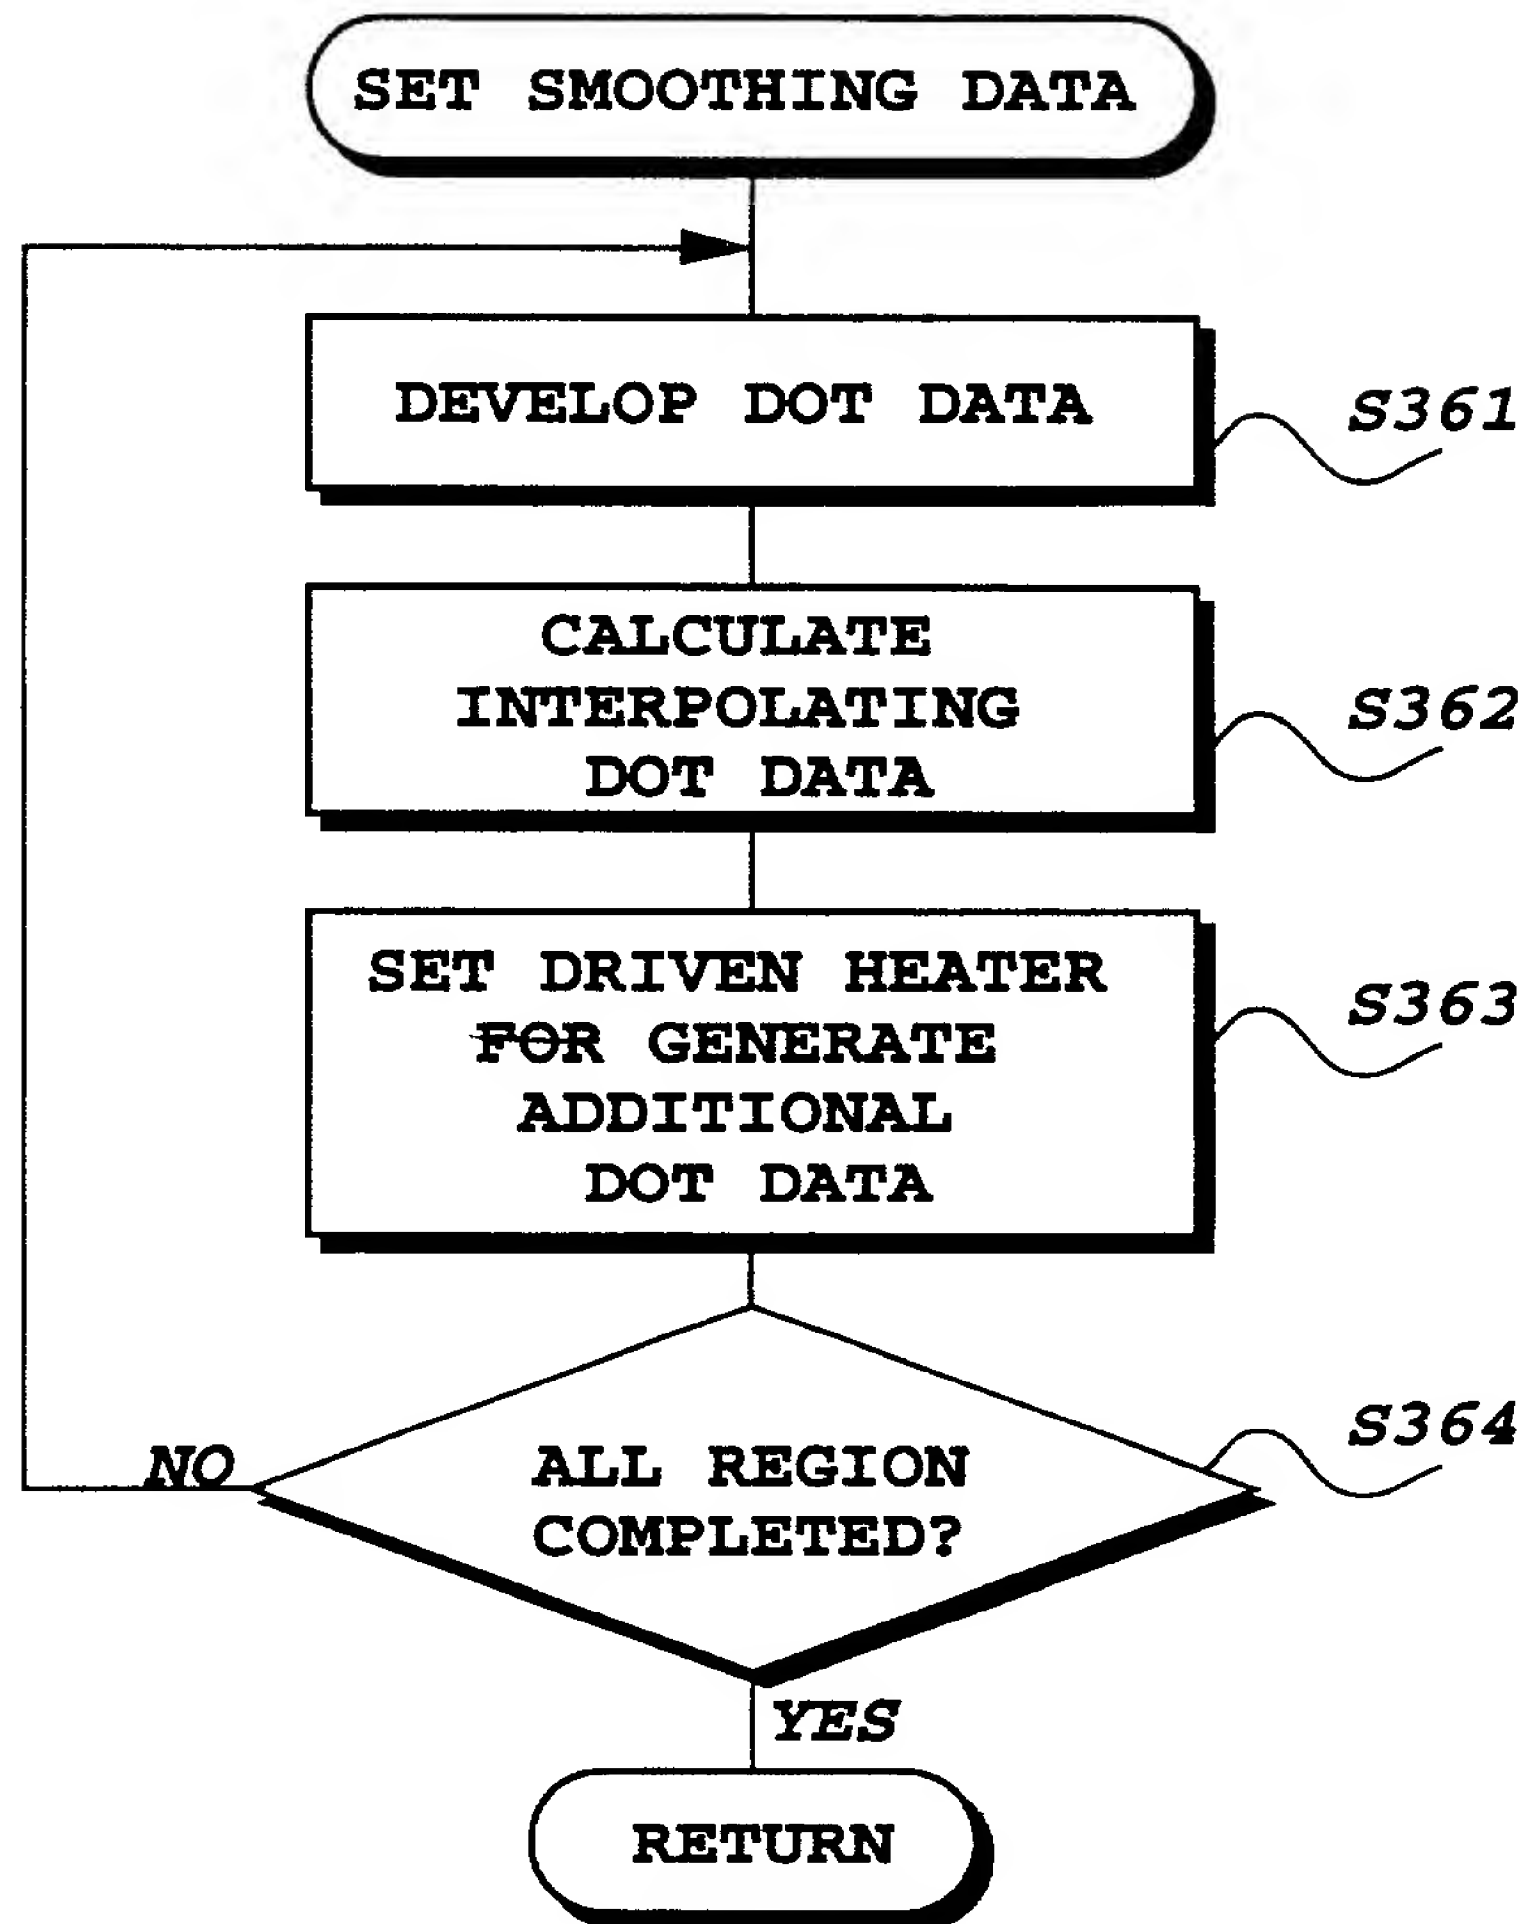 SET SMOOTHING DATA
DEVELOP DOT DATA
S361
CALCULATE
INTERPOLATING
DOT DATA
S362
SET DRIVEN HEATER
FOR GENERATE
ADDITIONAL
DOT DATA
S363
ALL REGION
COMPLETED?
S364
NO
YES
RETURN